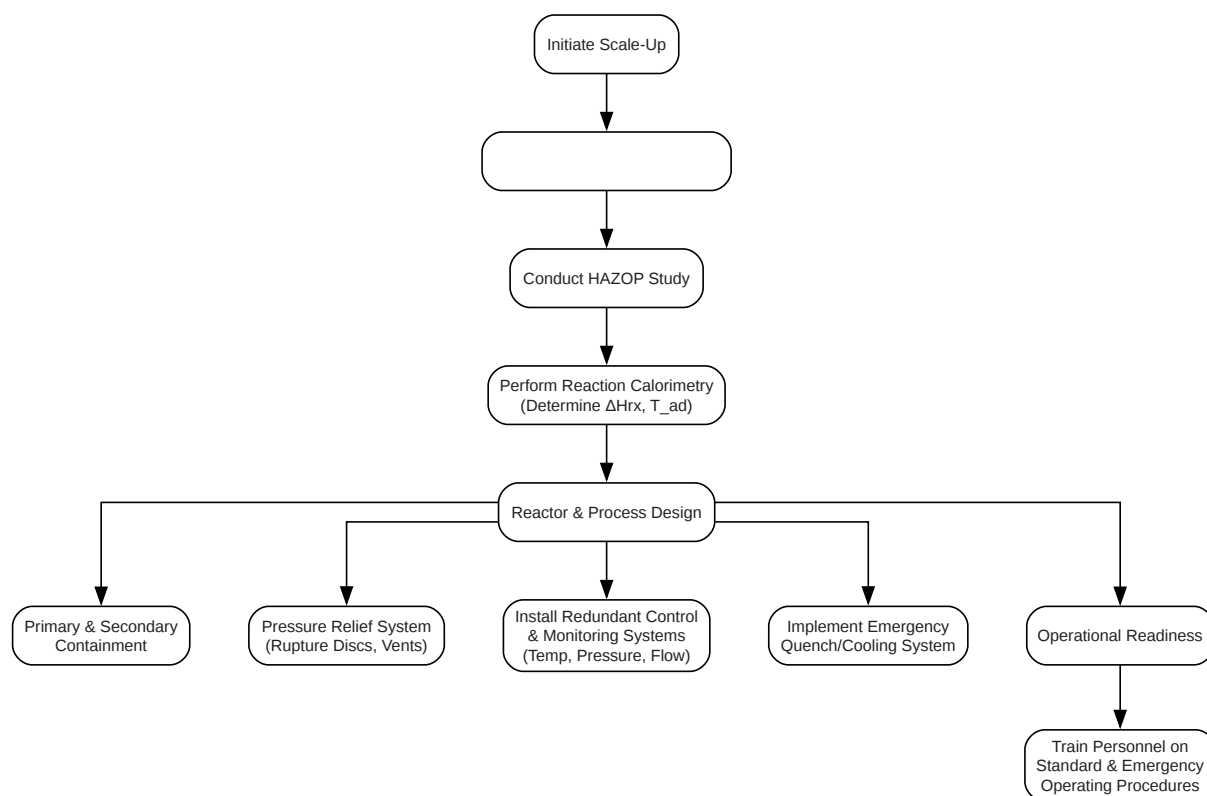 Initiate Scale-Up
Conduct HAZOP Study
Perform Reaction Calorimetry
(Determine ΔHrx, T_ad)
Reactor & Process Design
Primary & Secondary
Containment
Pressure Relief System
(Rupture Discs, Vents)
Install Redundant Control
& Monitoring Systems
(Temp, Pressure, Flow)
Implement Emergency
Quench/Cooling System
Operational Readiness
Train Personnel on
Standard & Emergency
Operating Procedures